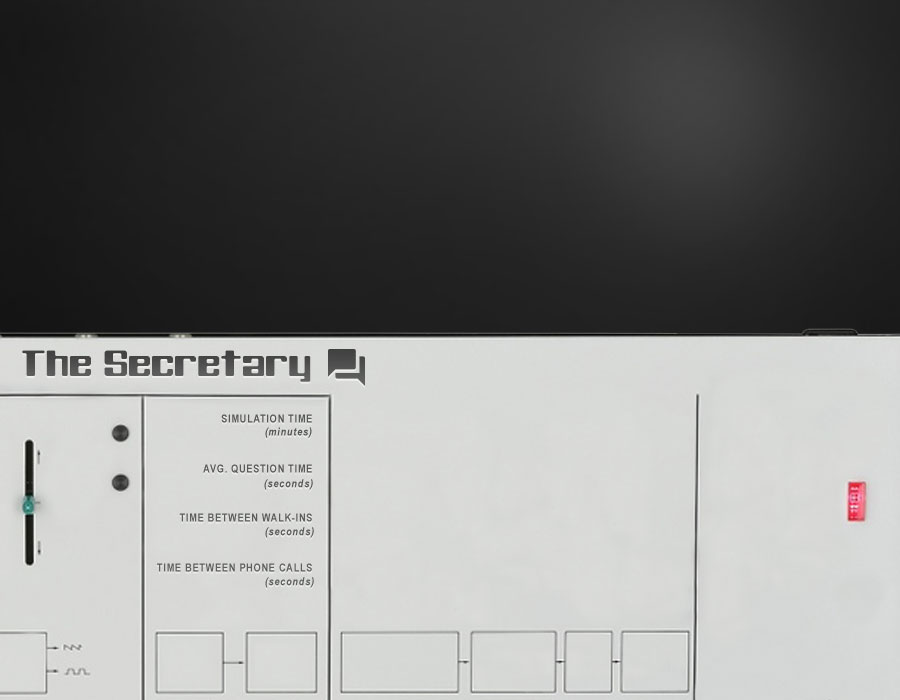 The Secretary
SIMULATION TIME
(minutes)
AVG. QUESTION TIME
(seconds)
TIME BETWEEN WALK-INS
(seconds)
TIME BETWEEN PHONE CALLS
(seconds)